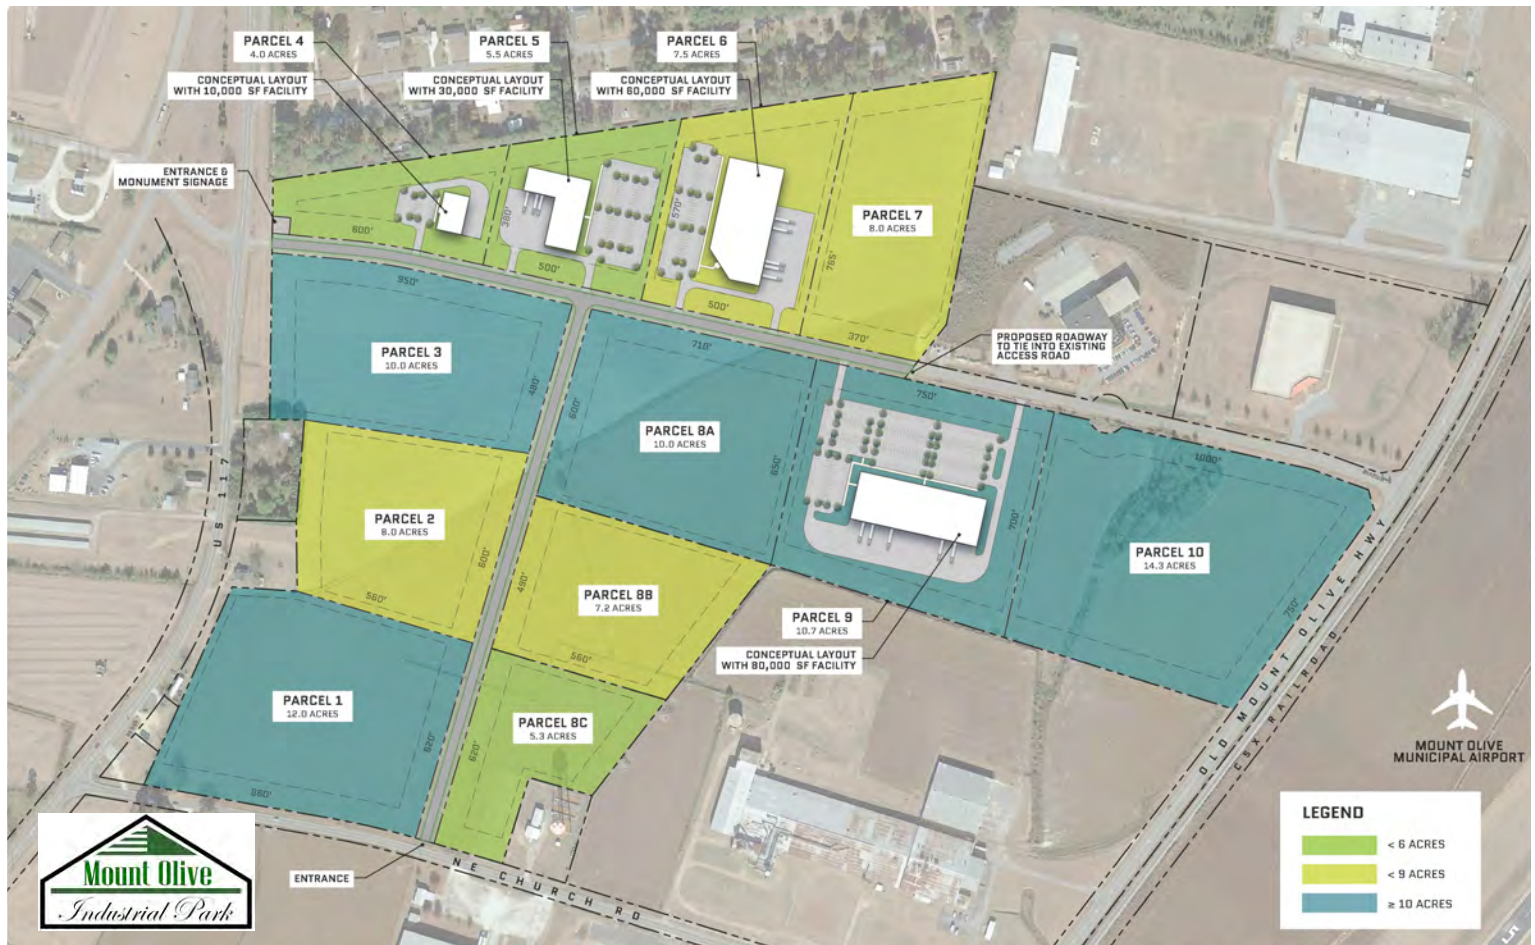 PARCEL 4
4.0 ACRES
CONCEPTUAL LAYOUT
WITH 10,000 SF FACILITY
PARCEL 5
5.5 ACRES
CONCEPTUAL LAYOUT
WITH 30,000 SF FACILITY
PARCEL 6
7.5 ACRES
CONCEPTUAL LAYOUT
WITH 60,000 SF FACILITY
ENTRANCE &
MONUMENT SIGNAGE
600'
380'
500'
570'
500'
765'
370'
PARCEL 7
8.0 ACRES
PROPOSED ROADWAY
TO TIE INTO EXISTING
ACCESS ROAD
950'
PARCEL 3
10.0 ACRES
480'
600'
710'
PARCEL 8A
10.0 ACRES
650'
750'
700'
1000'
PARCEL 10
14.3 ACRES
750'
US 117
PARCEL 2
8.0 ACRES
600'
560'
490'
PARCEL 8B
7.2 ACRES
560'
PARCEL 9
10.7 ACRES
CONCEPTUAL LAYOUT
WITH 80,000 SF FACILITY
PARCEL 1
12.0 ACRES
620'
860'
620'
PARCEL 8C
5.3 ACRES
OLD MOUNT OLIVE HWY
CSX RAILROAD
MOUNT OLIVE
MUNICIPAL AIRPORT
ENTRANCE
NE CHURCH RD
Mount Olive
Industrial Park
LEGEND
< 6 ACRES
< 9 ACRES
≥ 10 ACRES